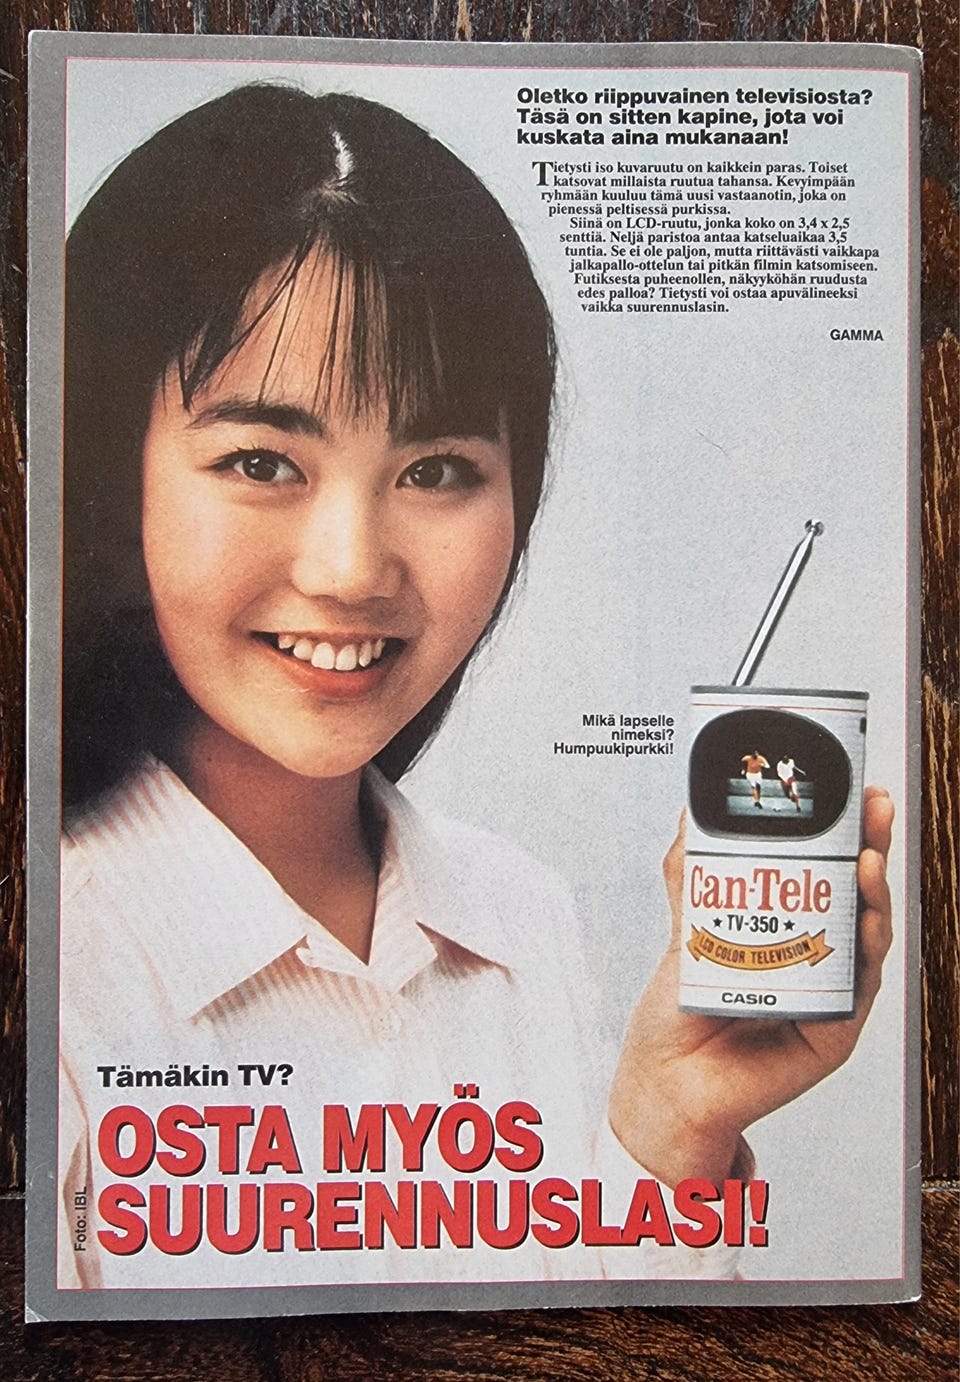 Oletko riippuvainen televisiosta?
Täsä on sitten kapine, jota voi
kuskata aina mukanaan!
Tietysti iso kuvaruutu on kaikkein paras. Toiset
katsovat millaista ruutua tahansa. Kevyimpään
ryhmään kuuluu tämä uusi vastaanotin, joka on
pienessä peltisessä purkissa.
Siinä on LCD-ruutu, jonka koko on 3,4 x 2,5
senttiä. Neljä paristoa antaa katseluaikaa 3,5
tuntia. Se ei ole paljon, mutta riittävästi vaikkapa
jalkapallo-ottelun tai pitkän filmin katsomiseen.
Futiksesta puheenollen, näkyyköhän ruudusta
edes palloa? Tietysti voi ostaa apuvälineeksi
vaikka suurennuslasin.
GAMMA
Mikä lapselle
nimeksi?
Humpuukipurkki!
Can-Tele
★ TV-350 ★
LCD COLOR TELEVISION
CASIO
Tämäkin TV?
OSTA MYÖS
SUURENNUSLASI!
Foto: IBL